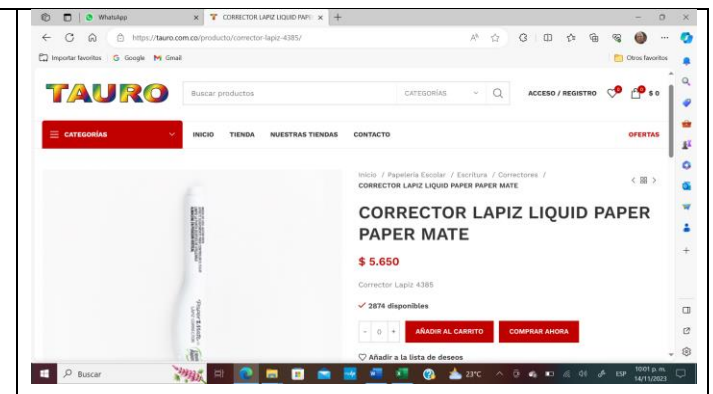 WhatsApp
CORRECTOR LAPIZ LIQUID PAPE
https://tauro.com.co/producto/corrector-lapiz-4385/
Importar favoritos Google Gmail Otros favoritos
TAURO Buscar productos CATEGORÍAS ACCESO / REGISTRO 0 0 $ 0
CATEGORÍAS INICIO TIENDA NUESTRAS TIENDAS CONTACTO OFERTAS
Inicio / Papelería Escolar / Escritura / Correctores /
CORRECTOR LAPIZ LIQUID PAPER PAPER MATE
CORRECTOR LAPIZ LIQUID PAPER
PAPER MATE
$ 5.650
Corrector Lapiz 4385
2874 disponibles
- 0 + AÑADIR AL CARRITO COMPRAR AHORA
Añadir a la lista de deseos
Paper Mate
Buscar 23°C ESP 10:01 p. m.
14/11/2023